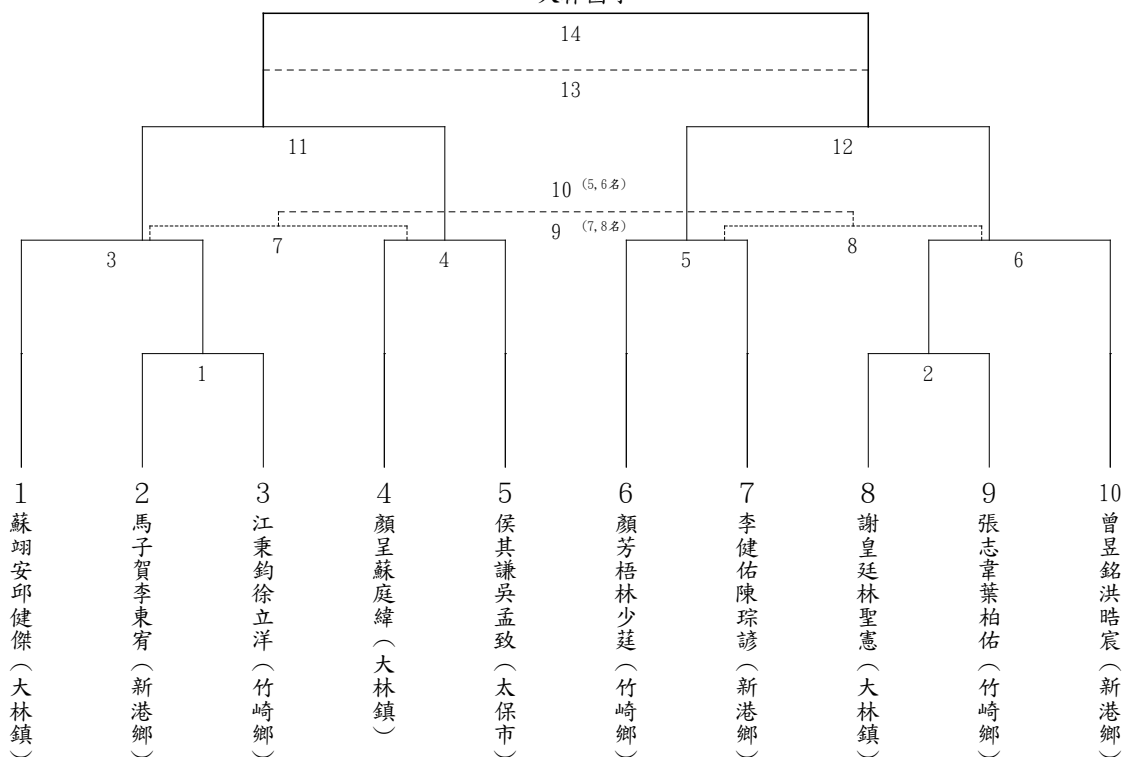 14
13
11
12
10 (5,6名)
9 (7,8名)
7
8
3
4
5
6
1
2
1
蘇翊安邱健傑(大林鎮)
2
馬子賀李東宥(新港鄉)
3
江秉鈞徐立洋(竹崎鄉)
4
顏呈蘇庭緯(大林鎮)
5
侯其謙吳孟致(太保市)
6
顏芳梧林少莛(竹崎鄉)
7
李健佑陳琮諺(新港鄉)
8
謝皇廷林聖憲(大林鎮)
9
張志韋葉柏佑(竹崎鄉)
10
曾昱銘洪晧宸(新港鄉)